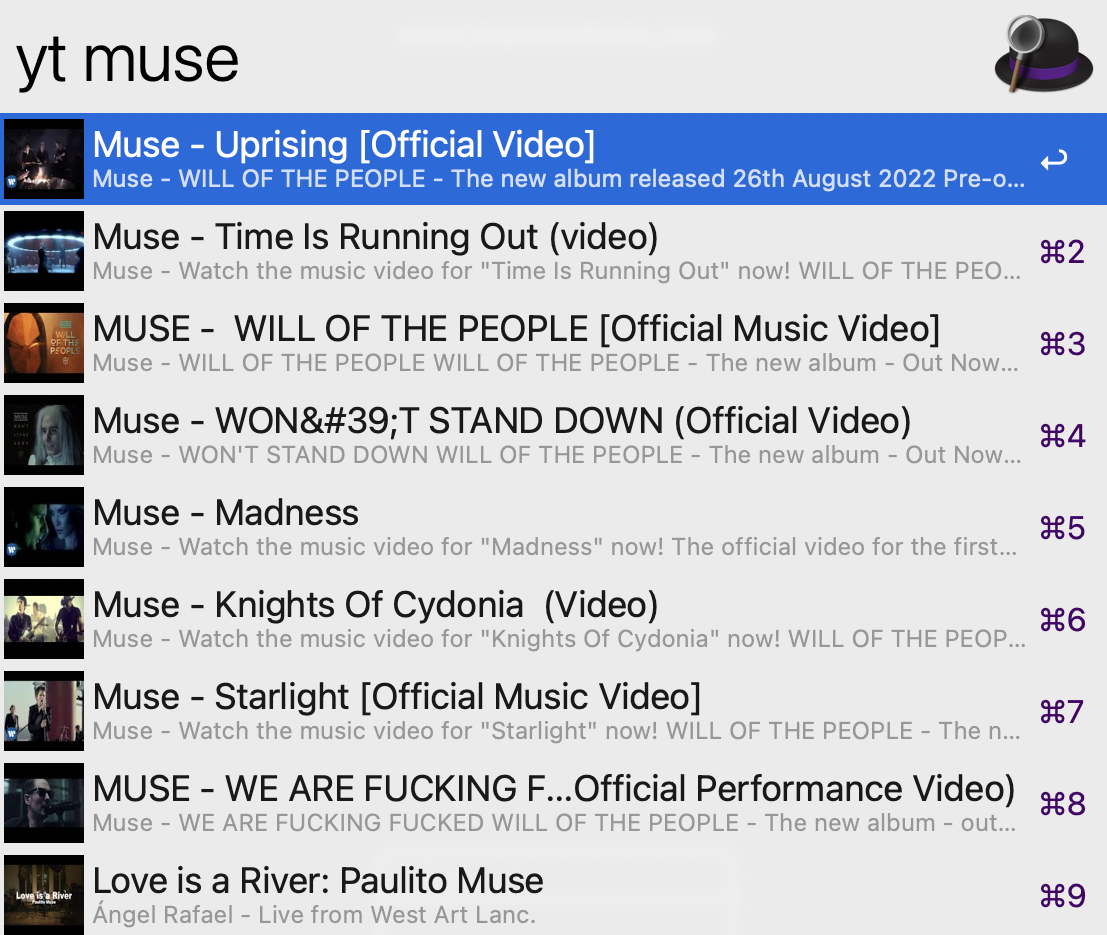 yt muse
Muse - Uprising [Official Video]
Muse - WILL OF THE PEOPLE - The new album released 26th August 2022 Pre-o...
Muse - Time Is Running Out (video)
Muse - Watch the music video for "Time Is Running Out" now! WILL OF THE PEO...
⌘2
MUSE -  WILL OF THE PEOPLE [Official Music Video]
Muse - WILL OF THE PEOPLE WILL OF THE PEOPLE - The new album - Out Now...
⌘3
WILL
OF THE
PEOPLE
Muse - WON&#39;T STAND DOWN (Official Video)
Muse - WON'T STAND DOWN WILL OF THE PEOPLE - The new album - Out Now...
⌘4
Muse - Madness
Muse - Watch the music video for "Madness" now! The official video for the first...
⌘5
Muse - Knights Of Cydonia  (Video)
Muse - Watch the music video for "Knights Of Cydonia" now! WILL OF THE PEOP...
⌘6
Muse - Starlight [Official Music Video]
Muse - Watch the music video for "Starlight" now! WILL OF THE PEOPLE - The n...
⌘7
MUSE - WE ARE FUCKING F...Official Performance Video)
Muse - WE ARE FUCKING FUCKED WILL OF THE PEOPLE - The new album - out...
⌘8
Love is a River: Paulito Muse
Ángel Rafael - Live from West Art Lanc.
⌘9
Love is a River
Paulito Muse